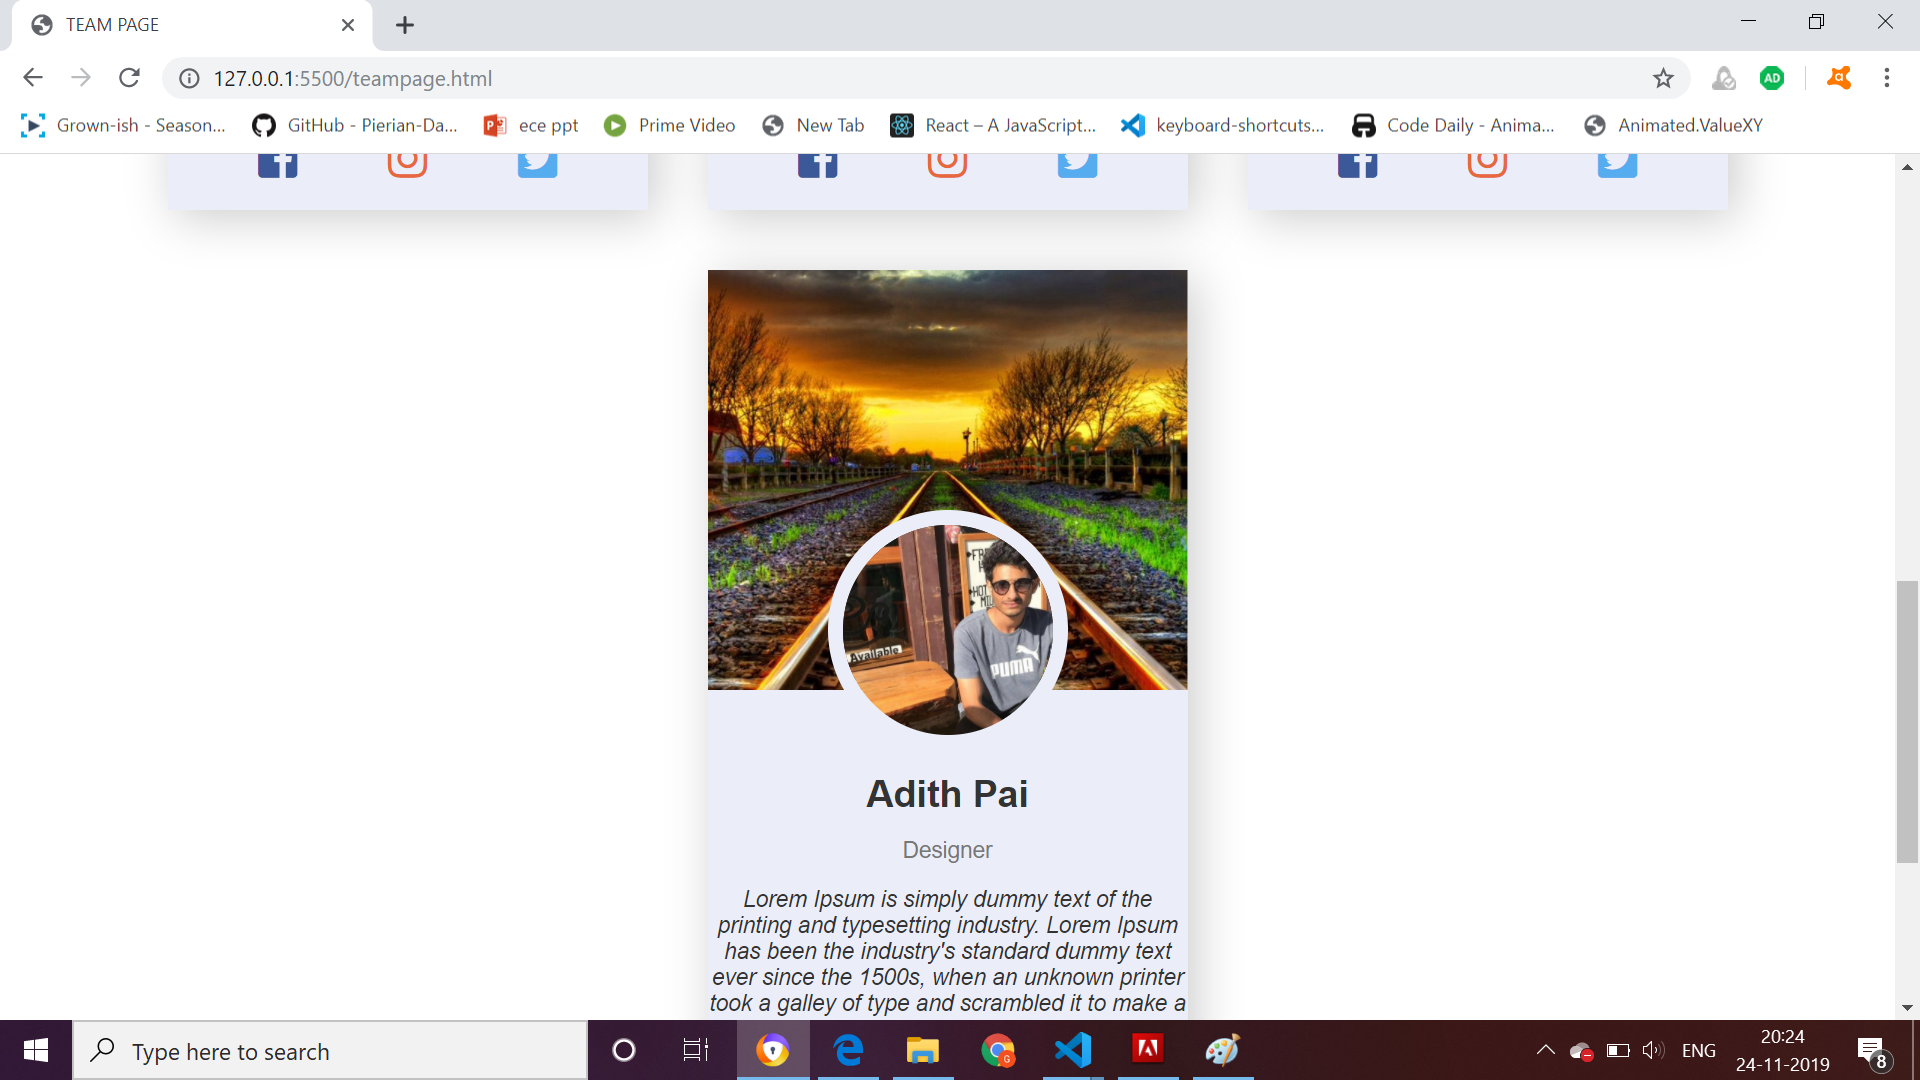 TEAM PAGE
127.0.0.1:5500/teampage.html
AD
Grown-ish - Season...
GitHub - Pierian-Da...
ece ppt
Prime Video
New Tab
React – A JavaScript...
keyboard-shortcuts...
Code Daily - Anima...
Animated.ValueXY
HOT
Available
PUMA
Adith Pai
Designer
Lorem Ipsum is simply dummy text of the
printing and typesetting industry. Lorem Ipsum
has been the industry's standard dummy text
ever since the 1500s, when an unknown printer
took a galley of type and scrambled it to make a
Type here to search
G
ENG
20:24
24-11-2019
8